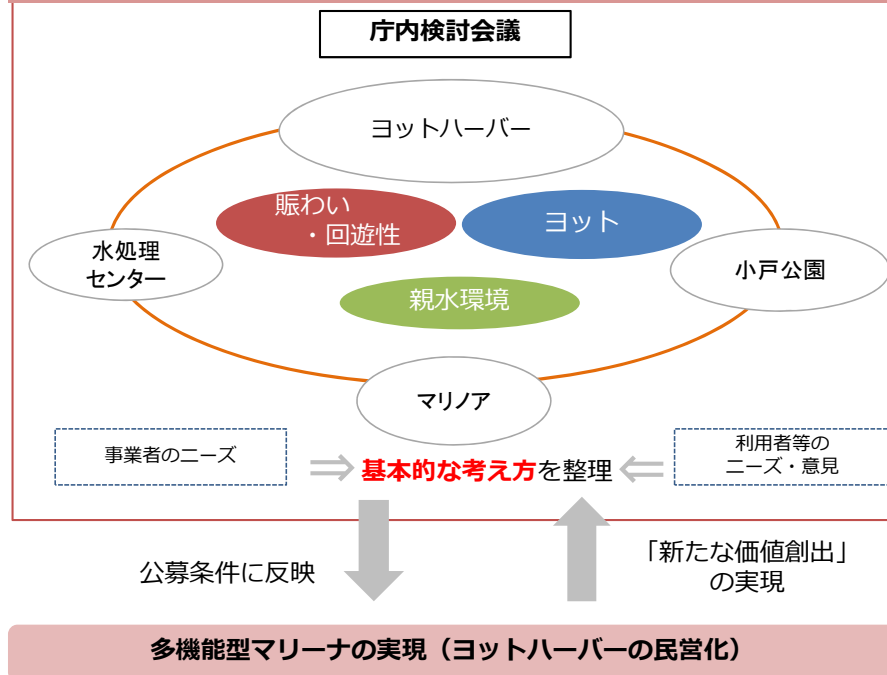 庁内検討会議
ヨットハーバー
賑わい
・回遊性
ヨット
水処理
センター
小戸公園
親水環境
マリノア
事業者のニーズ
利用者等の
ニーズ・意見
基本的な考え方を整理
公募条件に反映
「新たな価値創出」
の実現
多機能型マリーナの実現（ヨットハーバーの民営化）